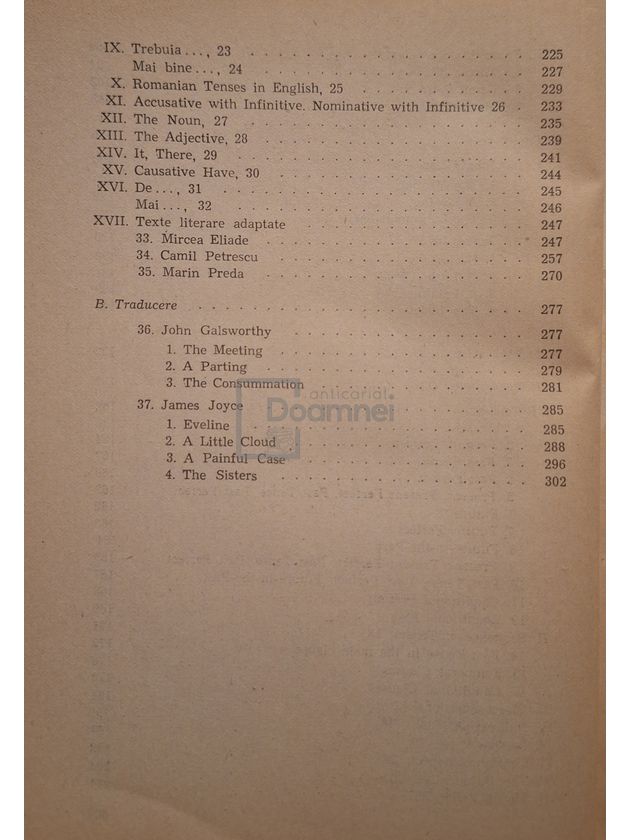 IX. Trebuia..., 23 . . . . . . . . . . . . . . . . . 225
Mai bine..., 24 . . . . . . . . . . . . . . . . . 227
X. Romanian Tenses in English, 25 . . . . . . . . . . 229
XI. Accusative with Infinitive. Nominative with Infinitive 26 . 233
XII. The Noun, 27 . . . . . . . . . . . . . . . . . 235
XIII. The Adjective, 28 . . . . . . . . . . . . . . . . 239
XIV. It, There, 29 . . . . . . . . . . . . . . . . . 241
XV. Causative Have, 30 . . . . . . . . . . . . . . . 244
XVI. De..., 31 . . . . . . . . . . . . . . . . . . . 245
Mai..., 32 . . . . . . . . . . . . . . . . . . 246
XVII. Texte literare adaptate . . . . . . . . . . . . . 247
33. Mircea Eliade . . . . . . . . . . . . . . . . 247
34. Camil Petrescu . . . . . . . . . . . . . . . 257
35. Marin Preda . . . . . . . . . . . . . . . . 270
B. Traducere . . . . . . . . . . . . . . . . . . . 277
36. John Galsworthy . . . . . . . . . . . . . . 277
1. The Meeting . . . . . . . . . . . . . . . 277
2. A Parting . . . . . . . . . . . . . . . . 279
3. The Consummation . . . . . . . . . . . . 281
anticariat
Doamnei
37. James Joyce . . . . . . . . . . . . . . . . 285
1. Eveline . . . . . . . . . . . . . . . . . 285
2. A Little Cloud . . . . . . . . . . . . . . 288
3. A Painful Case . . . . . . . . . . . . . . 296
4. The Sisters . . . . . . . . . . . . . . . 302